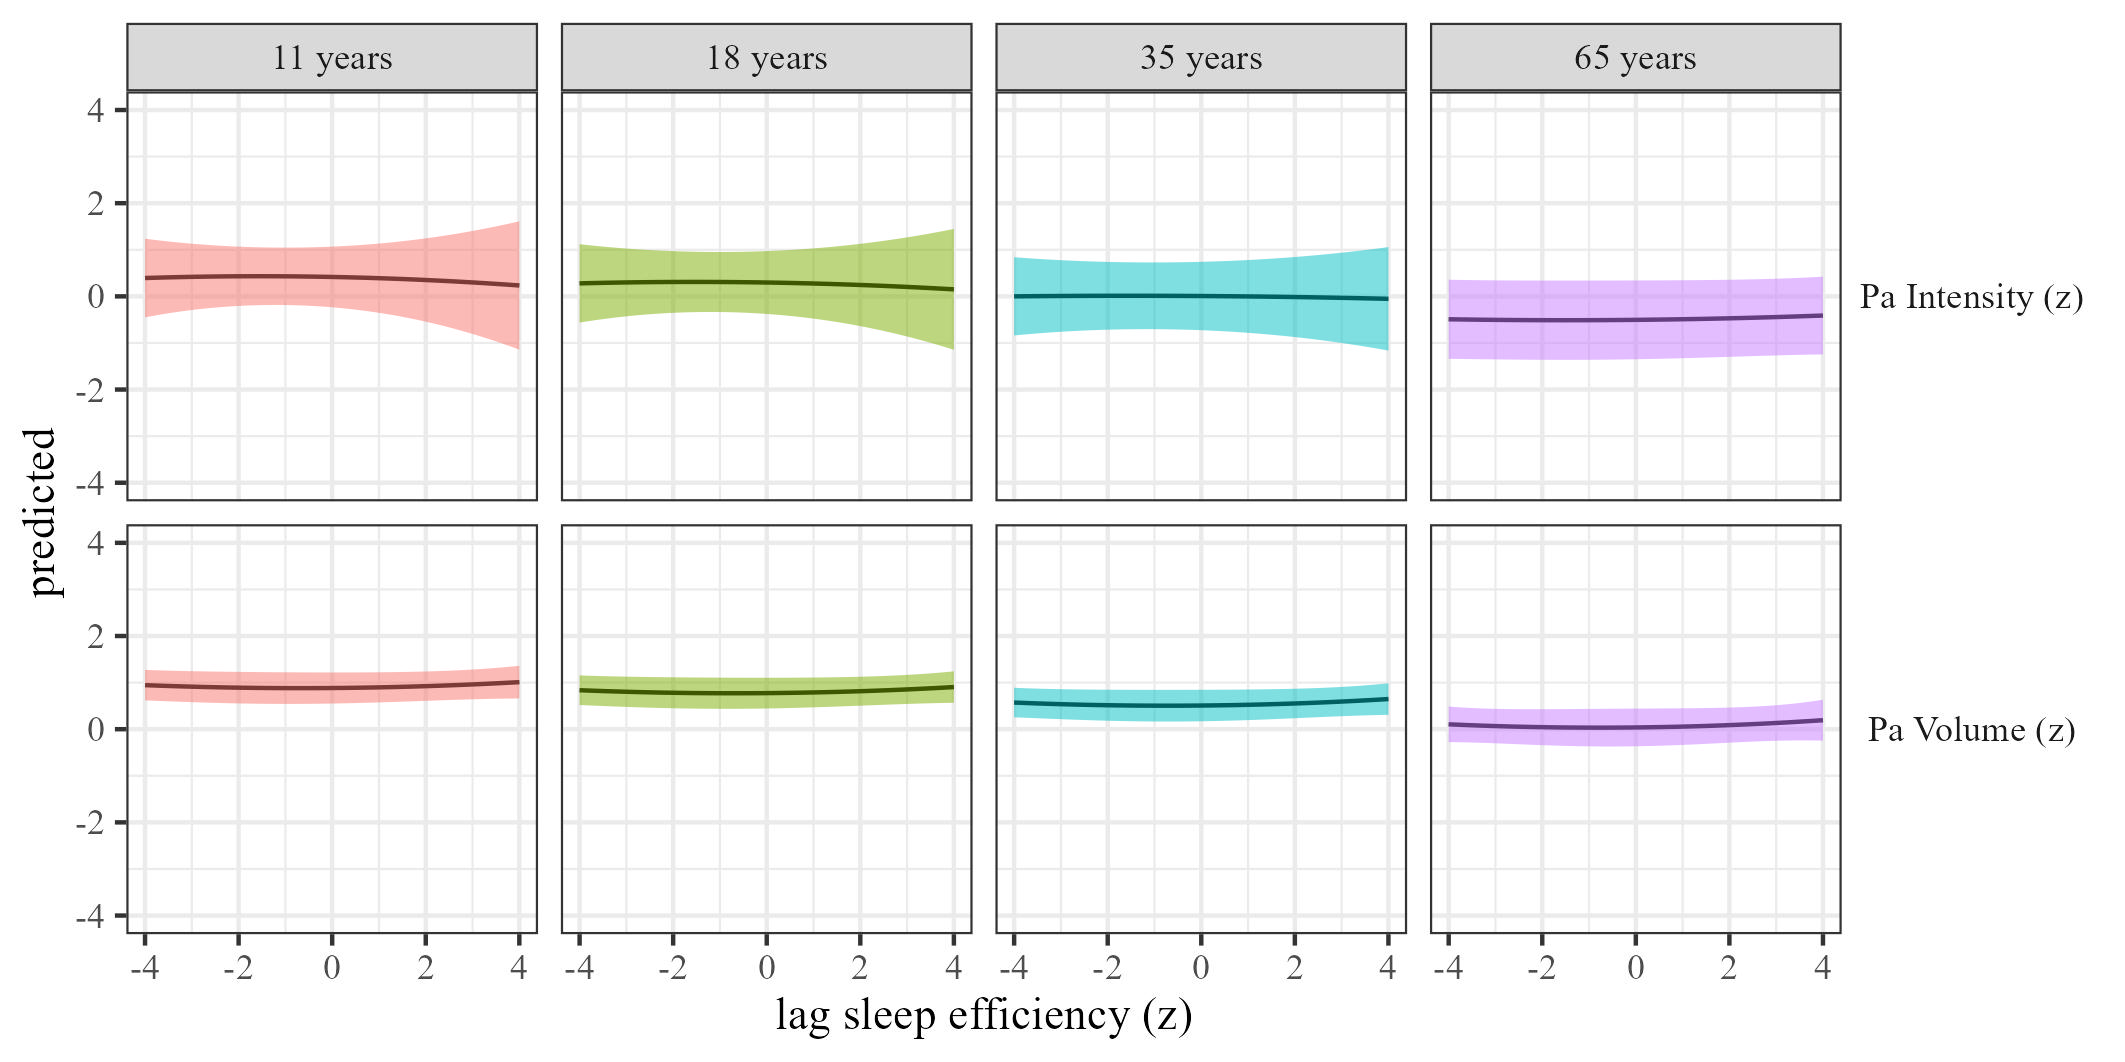 11 years
18 years
35 years
65 years
4
2
0
-2
-4
Pa Intensity (z)
predicted
4
2
0
-2
-4
Pa Volume (z)
-4 -2 0 2 4
-4 -2 0 2 4
-4 -2 0 2 4
-4 -2 0 2 4
lag sleep efficiency (z)